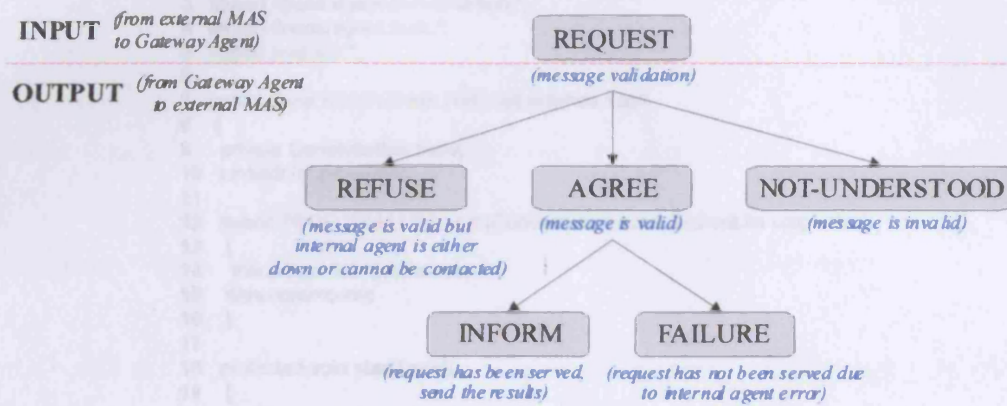 INPUT (from external MAS
to Gateway Agent)
REQUEST
(message validation)
OUTPUT (from Gateway Agent
to external MAS)
REFUSE
AGREE
NOT-UNDERSTOOD
(message is valid but
internal agent is either
down or cannot be contacted)
(message is valid)
(message is invalid)
INFORM
FAILURE
(request has been served,
send the results)
(request has not been served due
to internal agent error)